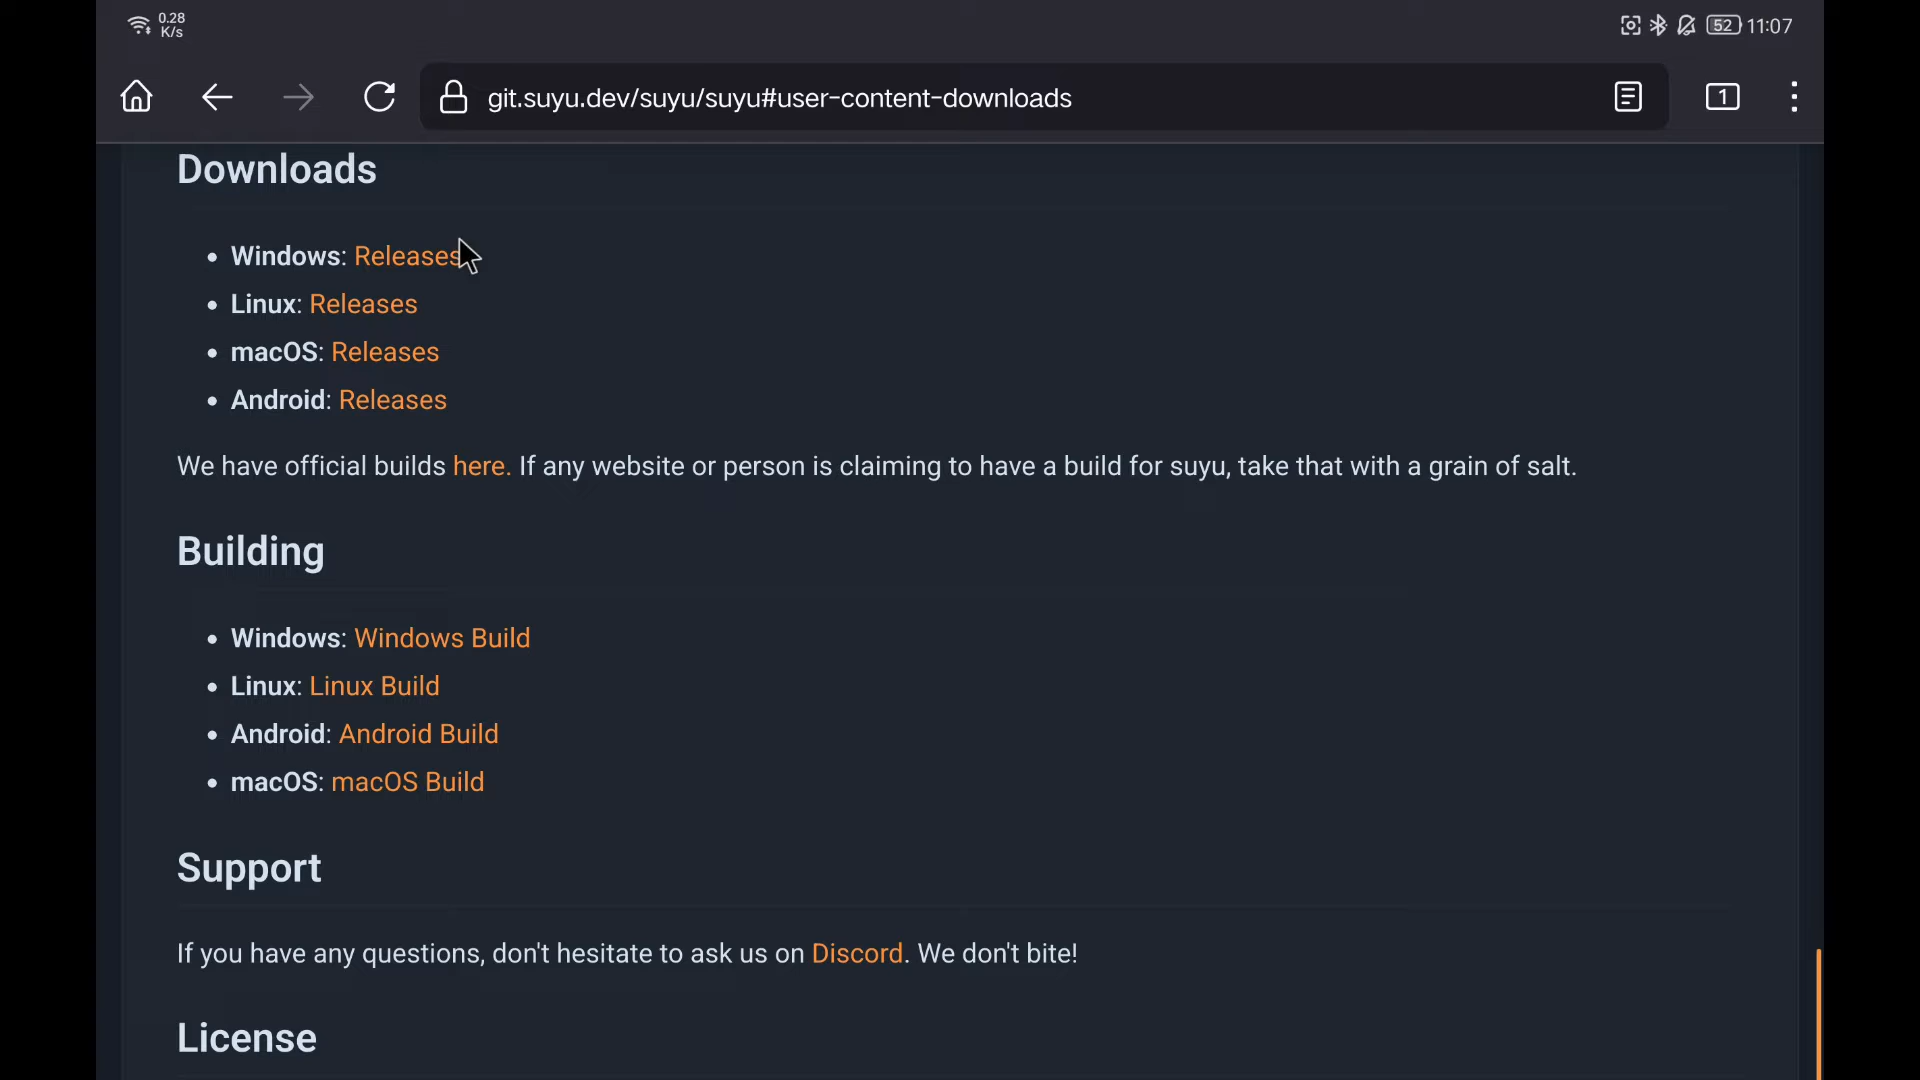 0.28
K/s
52 11:07
git.suyu.dev/suyu/suyu#user-content-downloads
1
Downloads
Windows: Releases
Linux: Releases
macOS: Releases
Android: Releases
We have official builds here. If any website or person is claiming to have a build for suyu, take that with a grain of salt.
Building
Windows: Windows Build
Linux: Linux Build
Android: Android Build
macOS: macOS Build
Support
If you have any questions, don't hesitate to ask us on Discord. We don't bite!
License